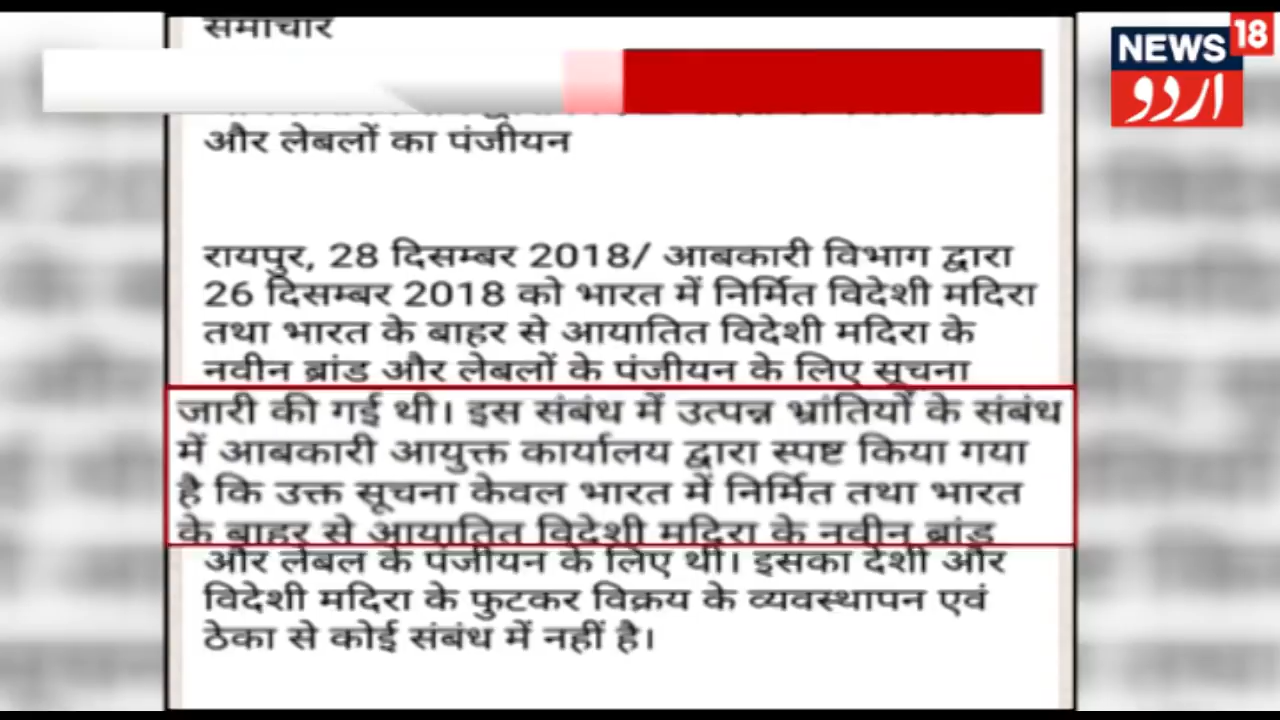 समाचार
और लेबलों का पंजीयन
रायपुर, 28 दिसम्बर 2018/ आबकारी विभाग द्वारा
26 दिसम्बर 2018 को भारत में निर्मित विदेशी मदिरा
तथा भारत के बाहर से आयातित विदेशी मदिरा के
नवीन ब्रांड और लेबलों के पंजीयन के लिए सूचना
जारी की गई थी। इस संबंध में उत्पन्न भ्रांतियों के संबंध
में आबकारी आयुक्त कार्यालय द्वारा स्पष्ट किया गया
है कि उक्त सूचना केवल भारत में निर्मित तथा भारत
के बाहर से आयातित विदेशी मदिरा के नवीन ब्रांड
और लेबल के पंजीयन के लिए थी। इसका देशी और
विदेशी मदिरा के फुटकर विक्रय के व्यवस्थापन एवं
ठेका से कोई संबंध में नहीं है।
NEWS 18
اردو